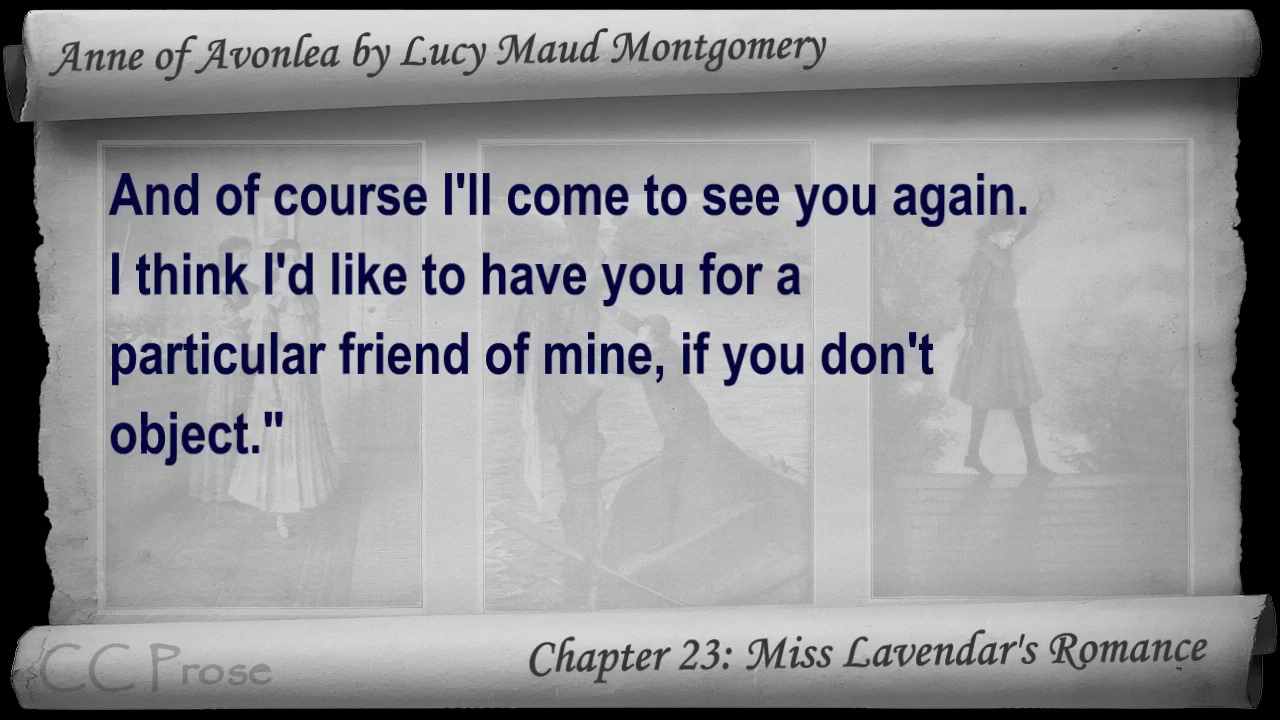 Anne of Avonlea by Lucy Maud Montgomery
And of course I'll come to see you again.
I think I'd like to have you for a
particular friend of mine, if you don't
object."
CC Prose
Chapter 23: Miss Lavendar's Romance